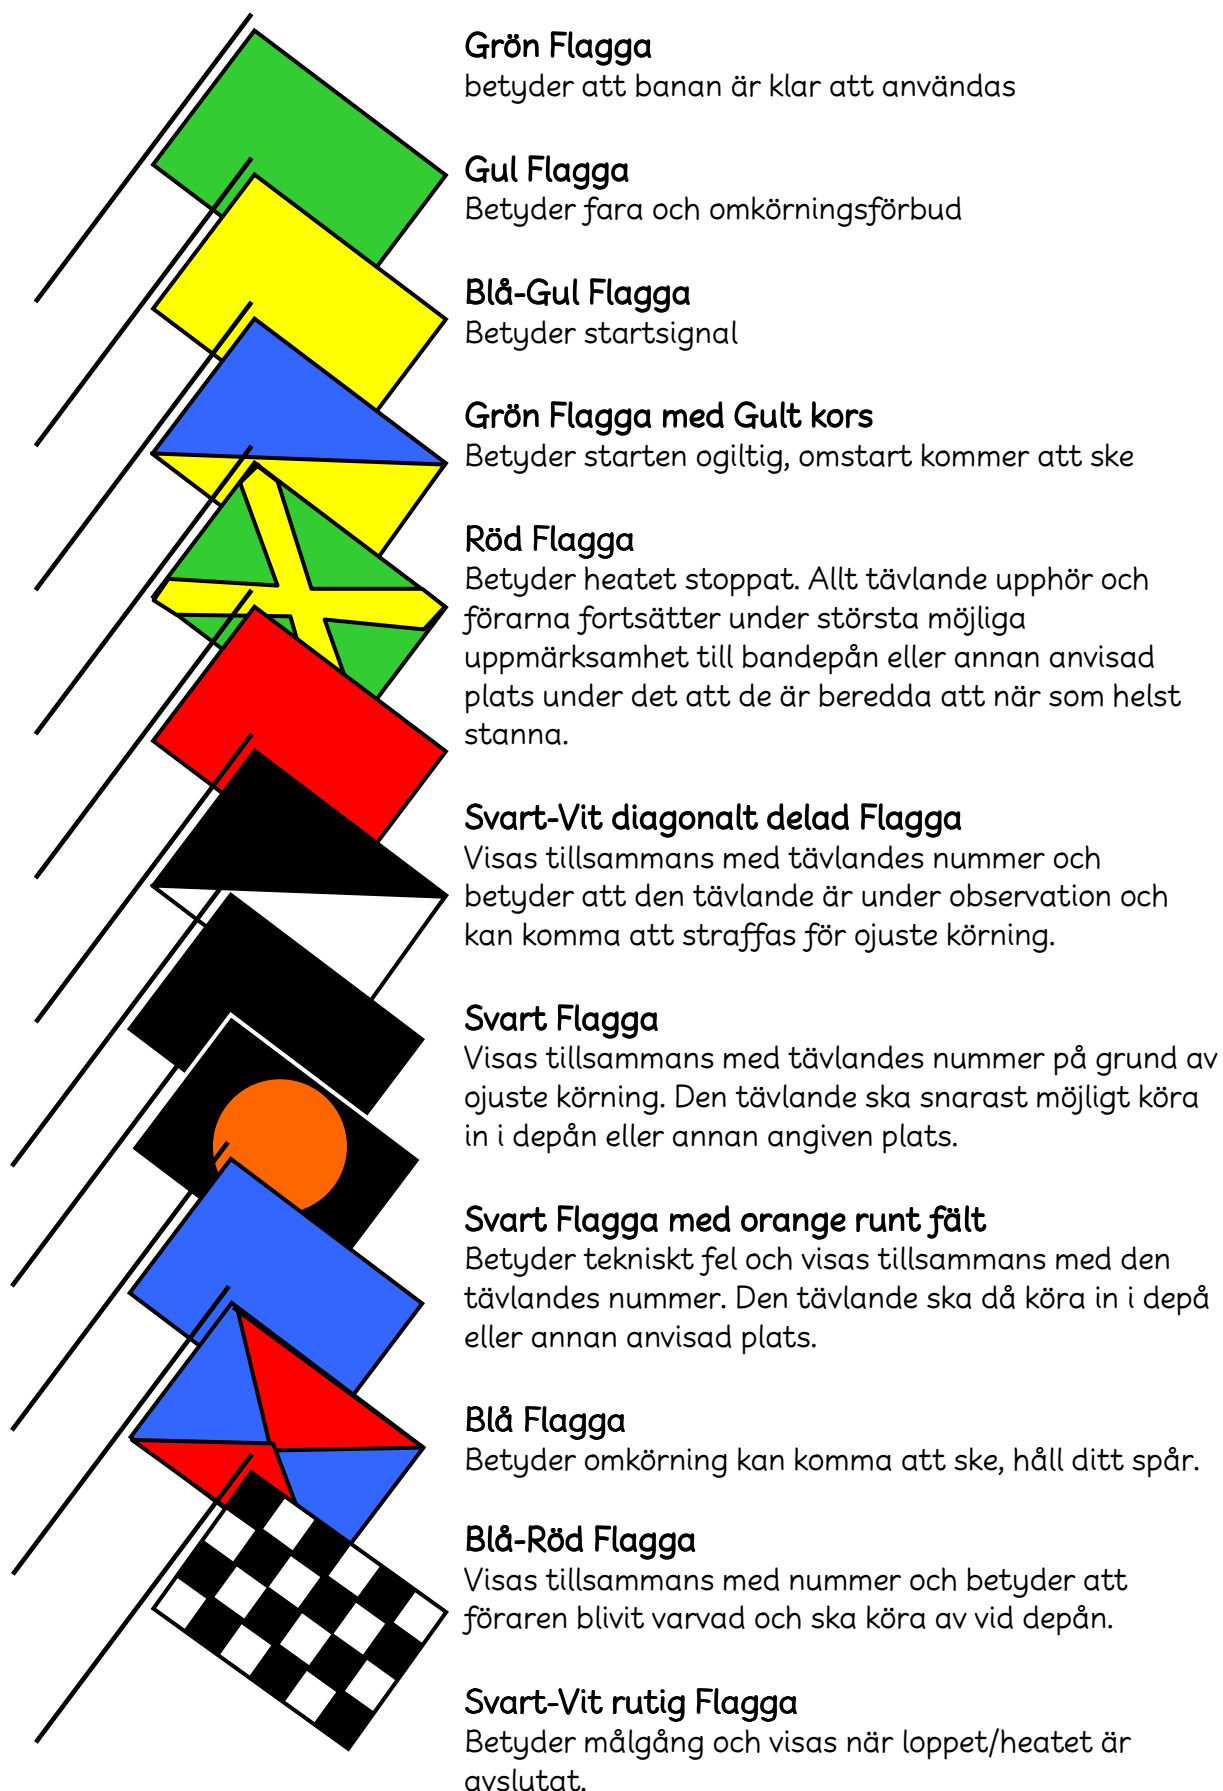 Grön Flagga
betyder att banan är klar att användas
Gul Flagga
Betyder fara och omkörningsförbud
Blå-Gul Flagga
Betyder startsignal
Grön Flagga med Gult kors
Betyder starten ogiltig, omstart kommer att ske
Röd Flagga
Betyder heatet stoppat. Allt tävlande upphör och
förarna fortsätter under största möjliga
uppmärksamhet till bandepån eller annan anvisad
plats under det att de är beredda att när som helst
stanna.
Svart-Vit diagonalt delad Flagga
Visas tillsammans med tävlandes nummer och
betyder att den tävlande är under observation och
kan komma att straffas för ojuste körning.
Svart Flagga
Visas tillsammans med tävlandes nummer på grund av
ojuste körning. Den tävlande ska snarast möjligt köra
in i depån eller annan angiven plats.
Svart Flagga med orange runt fält
Betyder tekniskt fel och visas tillsammans med den
tävlandes nummer. Den tävlande ska då köra in i depå
eller annan anvisad plats.
Blå Flagga
Betyder omkörning kan komma att ske, håll ditt spår.
Blå-Röd Flagga
Visas tillsammans med nummer och betyder att
föraren blivit varvad och ska köra av vid depån.
Svart-Vit rutig Flagga
Betyder målgång och visas när loppet/heatet är
avslutat.